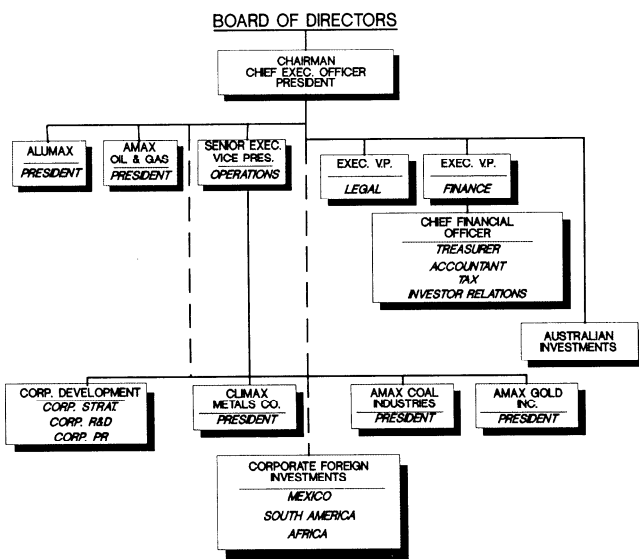 BOARD OF DIRECTORS
CHAIRMAN
CHIEF EXEC. OFFICER
PRESIDENT
ALUMAX
PRESIDENT
AMAX
OIL & GAS
PRESIDENT
SENIOR EXEC.
VICE PRES.
OPERATIONS
EXEC. V.P.
LEGAL
EXEC. V.P.
FINANCE
CHIEF FINANCIAL
OFFICER
TREASURER
ACCOUNTANT
TAX
INVESTOR RELATIONS
AUSTRALIAN
INVESTMENTS
CORP. DEVELOPMENT
CORP. STRAT
CORP. R&D
CORP. PR
CLIMAX
METALS CO.
PRESIDENT
AMAX COAL
INDUSTRIES
PRESIDENT
AMAX GOLD
INC.
PRESIDENT
CORPORATE FOREIGN
INVESTMENTS
MEXICO
SOUTH AMERICA
AFRICA